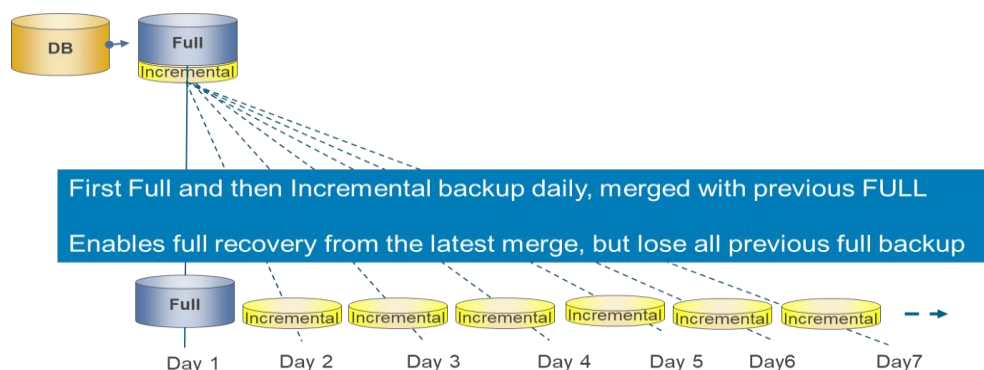 DB
Full
Incremental
First Full and then Incremental backup daily, merged with previous FULL
Enables full recovery from the latest merge, but lose all previous full backup
Full
Incremental
Incremental
Incremental
Incremental
Incremental
Incremental
Day 1
Day 2
Day 3
Day 4
Day 5
Day6
Day7